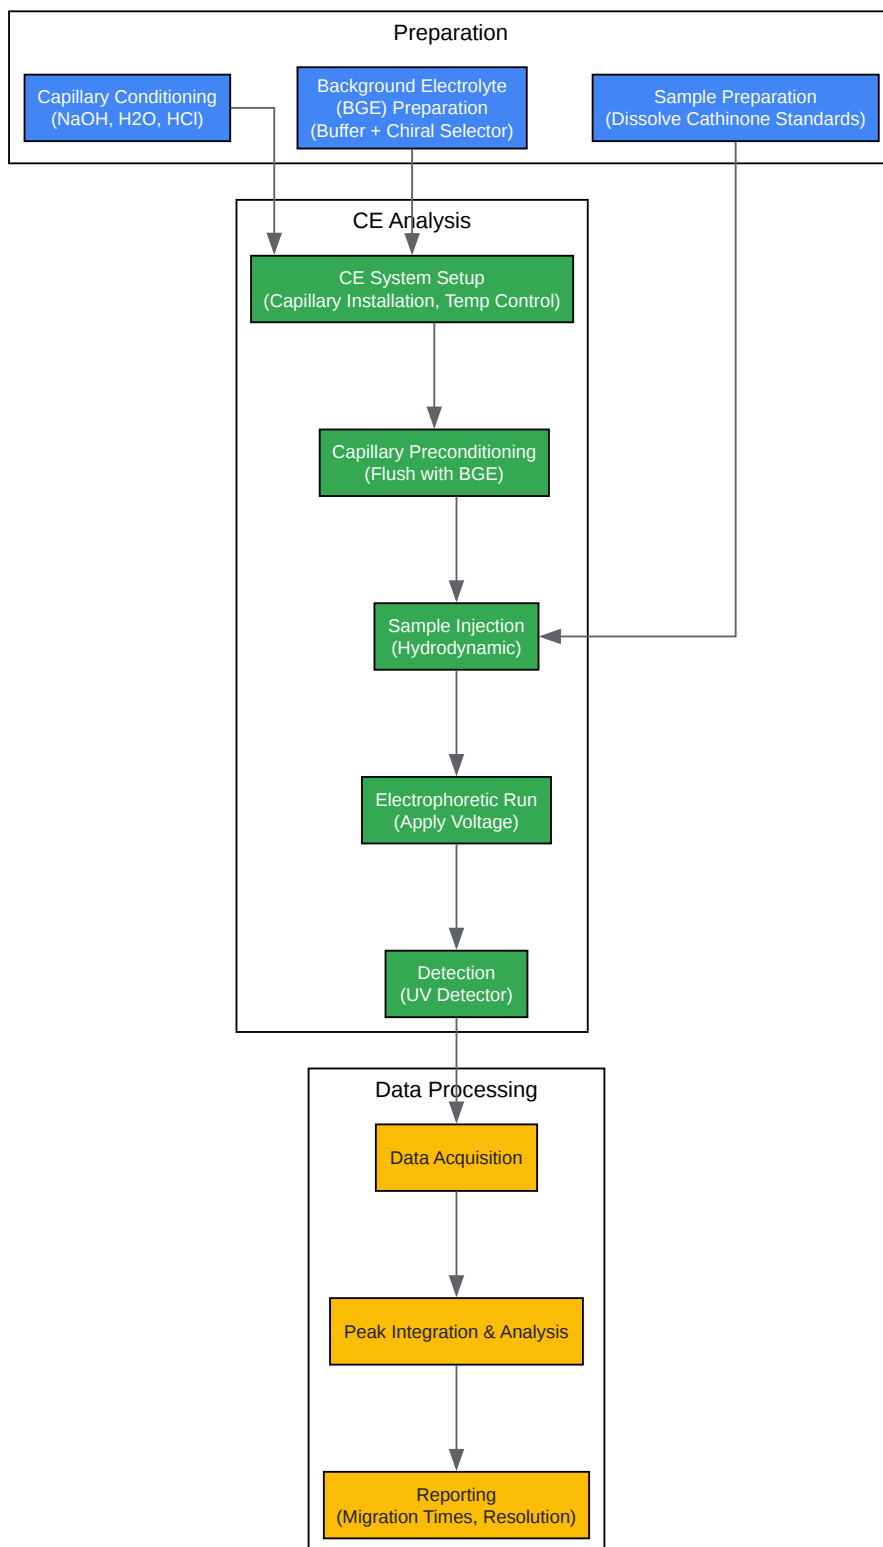 Preparation
Capillary Conditioning
(NaOH, H2O, HCl)
Background Electrolyte
(BGE) Preparation
(Buffer + Chiral Selector)
Sample Preparation
(Dissolve Cathinone Standards)
CE Analysis
CE System Setup
(Capillary Installation, Temp Control)
Capillary Preconditioning
(Flush with BGE)
Sample Injection
(Hydrodynamic)
Electrophoretic Run
(Apply Voltage)
Detection
(UV Detector)
Data Processing
Data Acquisition
Peak Integration & Analysis
Reporting
(Migration Times, Resolution)